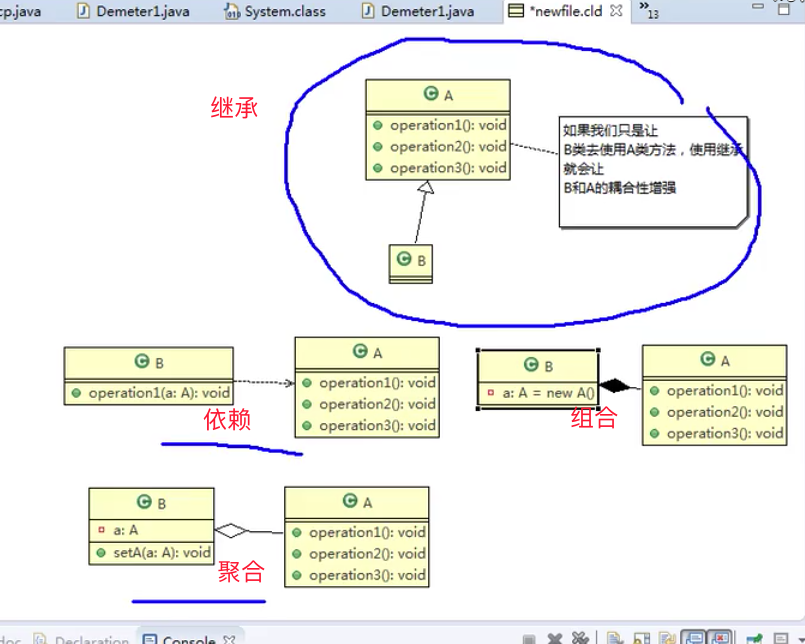 cp.java
Demeter1.java
System.class
Demeter1.java
*newfile.cld
13
继承
A
operation1(): void
operation2(): void
operation3(): void
如果我们只是让
B类去使用A类方法，使用继承
就会让
B和A的耦合性增强
B
B
operation1(a: A): void
依赖
A
operation1(): void
operation2(): void
operation3(): void
B
a: A = new A()
组合
A
operation1(): void
operation2(): void
operation3(): void
B
a: A
setA(a: A): void
聚合
A
operation1(): void
operation2(): void
operation3(): void
Declaration
Console